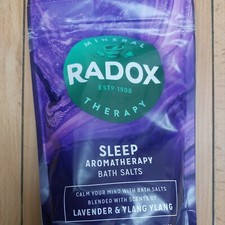 MINERAL
RADOX
ESTD 1908
THERAPY
SLEEP
AROMATHERAPY
BATH SALTS
CALM YOUR MIND WITH BATH SALTS
BLENDED WITH SCENTS OF
LAVENDER & YLANG YLANG